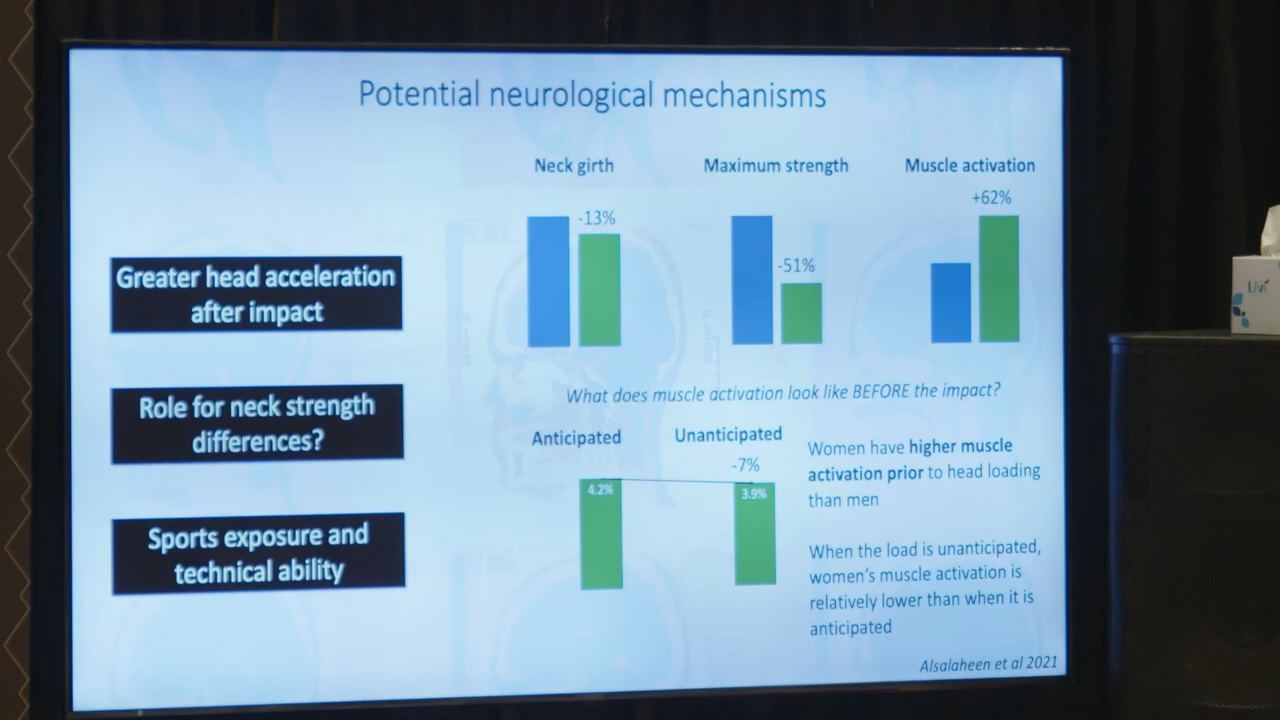 Potential neurological mechanisms
Greater head acceleration
after impact
Role for neck strength
differences?
Sports exposure and
technical ability
Neck girth
-13%
Maximum strength
-51%
Muscle activation
+62%
What does muscle activation look like BEFORE the impact?
Anticipated
4.2%
Unanticipated
-7%
3.9%
Women have higher muscle
activation prior to head loading
than men
When the load is unanticipated,
women's muscle activation is
relatively lower than when it is
anticipated
Alsalaheen et al 2021
Livi